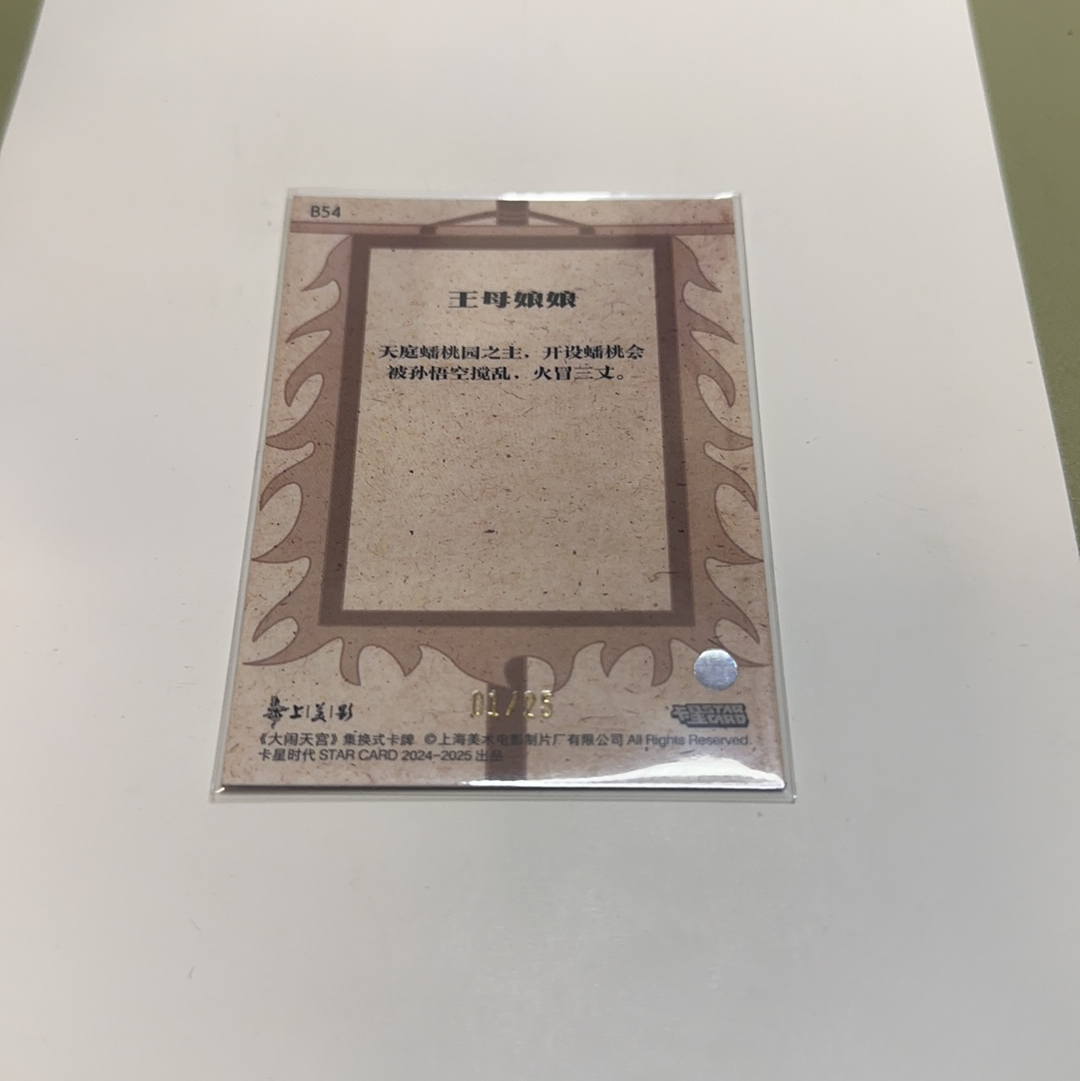 B54
王母娘娘
天庭蟠桃园之主，开设蟠桃会
被孙悟空搅乱，火冒三丈。
01/25
上美影
卡星 STAR CARD
《大闹天宫》集换式卡牌 ©上海美术电影制片厂有限公司 All Rights Reserved.
卡星时代 STAR CARD 2024-2025 出品